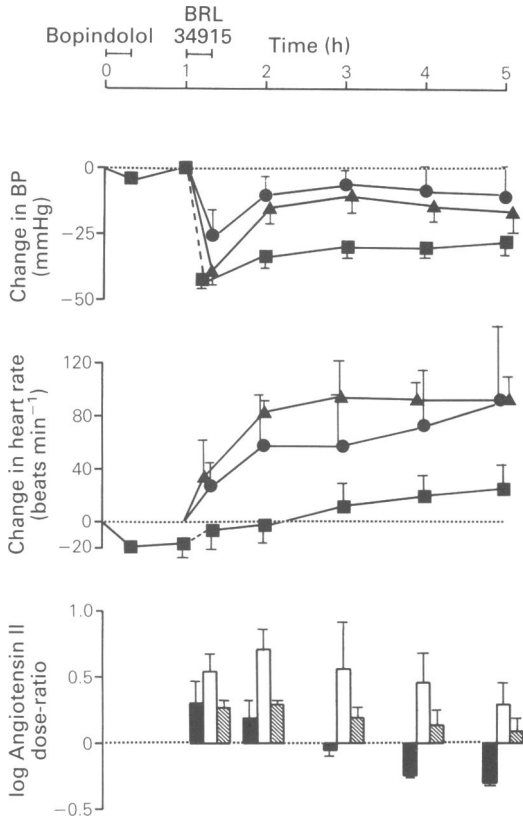 BRL
Bopindolol 34915 Time (h)
0 1 2 3 4 5
Change in BP
(mmHg)
0
−25
−50
Change in heart rate
(beats min⁻¹)
120
80
40
0
−20
log Angiotensin II
dose-ratio
1.0
0.5
0
−0.5